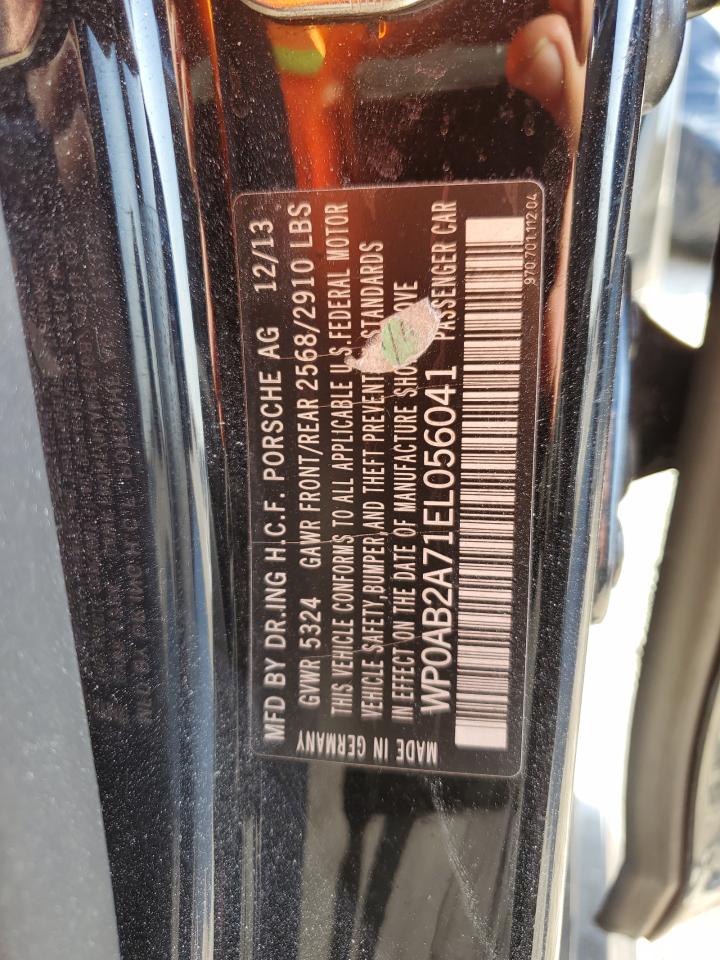 MFD BY DR.ING H.C.F. PORSCHE AG 12/13
GVWR 5324 GAWR FRONT/REAR 2568/2910 LBS
THIS VEHICLE CONFORMS TO ALL APPLICABLE U.S.FEDERAL MOTOR
VEHICLE SAFETY,BUMPER AND THEFT PREVENT STANDARDS
IN EFFECT ON THE DATE OF MANUFACTURE SHO OVE
WP0AB2A71EL056041 PASSENGER CAR
MADE IN GERMANY
970.701.112.04